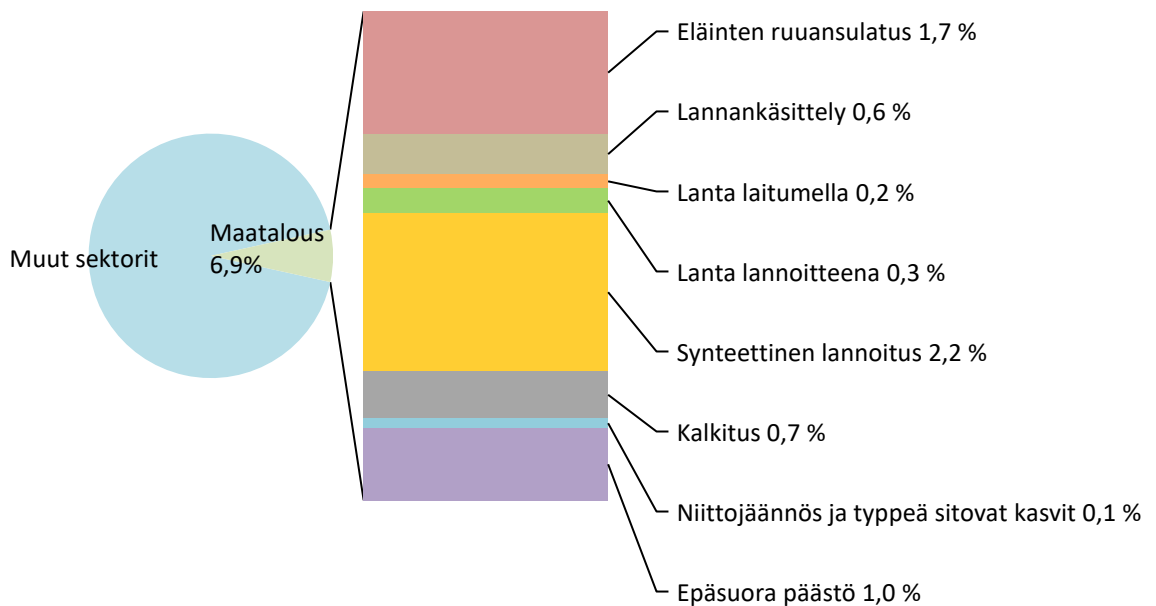 Muut sektorit
Maatalous
6,9%
Eläinten ruuansulatus 1,7 %
Lannankäsittely 0,6 %
Lanta laitumella 0,2 %
Lanta lannoitteena 0,3 %
Synteettinen lannoitus 2,2 %
Kalkitus 0,7 %
Niittojäännös ja typpeä sitovat kasvit 0,1 %
Epäsuora päästö 1,0 %